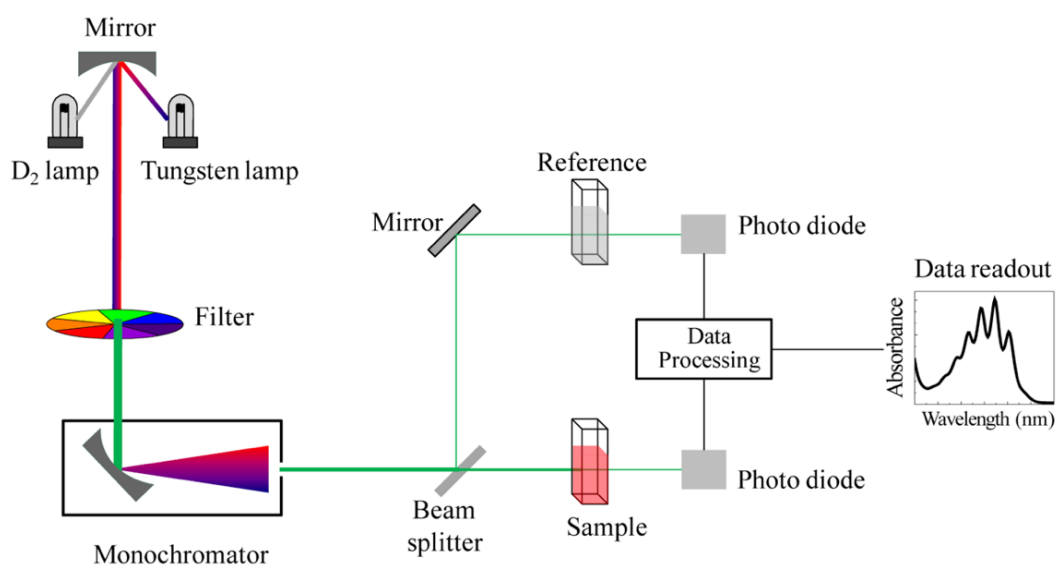 Mirror
D₂ lamp
Tungsten lamp
Filter
Monochromator
Beam
splitter
Mirror
Reference
Sample
Photo diode
Photo diode
Data
Processing
Data readout
Absorbance
Wavelength (nm)